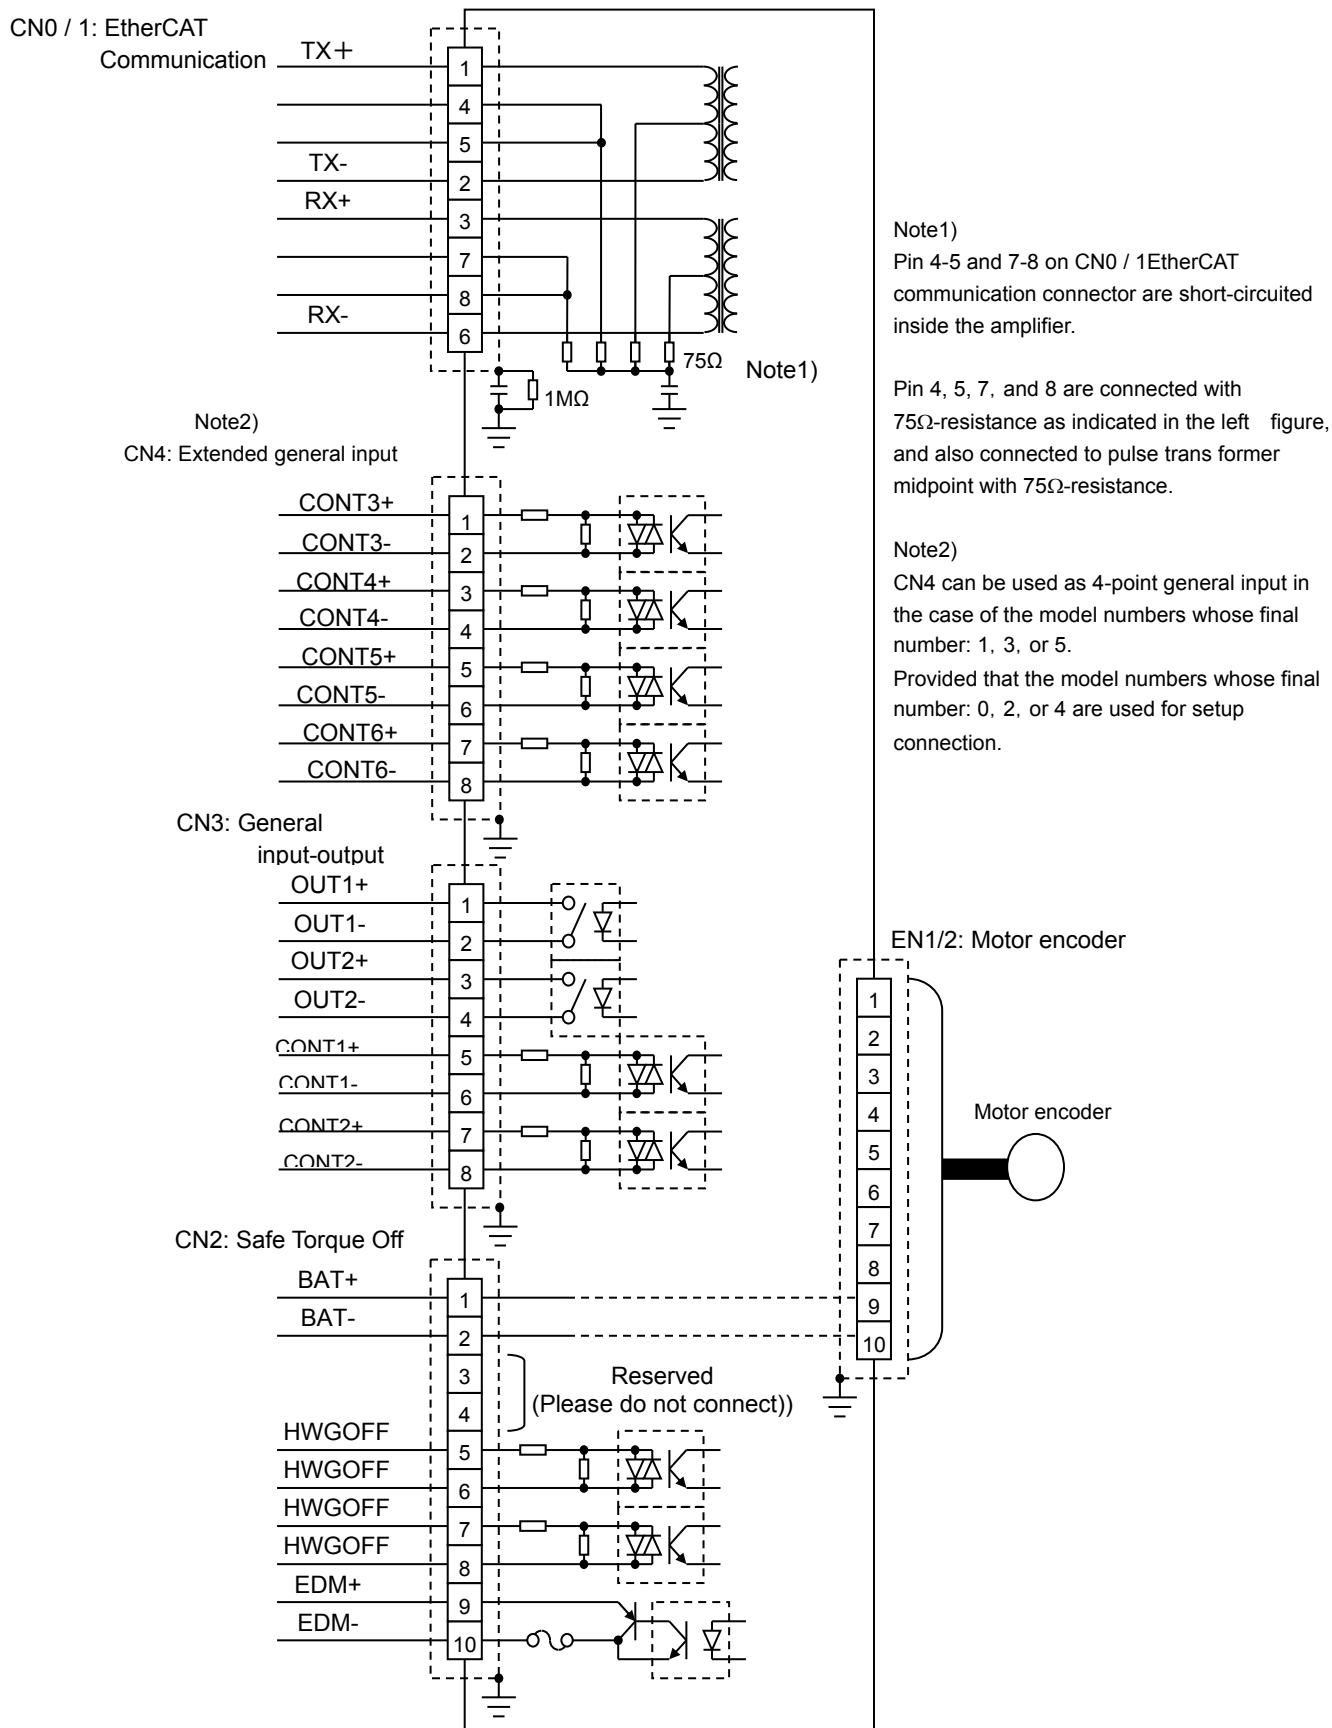 CN0 / 1: EtherCAT
Communication
TX＋
1
4
5
TX-
2
RX+
3
7
8
RX-
6
75Ω
Note1)
1MΩ
Note1)
Pin 4-5 and 7-8 on CN0 / 1EtherCAT
communication connector are short-circuited
inside the amplifier.
Pin 4, 5, 7, and 8 are connected with
75Ω-resistance as indicated in the left figure,
and also connected to pulse trans former
midpoint with 75Ω-resistance.
Note2)
CN4 can be used as 4-point general input in
the case of the model numbers whose final
number: 1, 3, or 5.
Provided that the model numbers whose final
number: 0, 2, or 4 are used for setup
connection.
Note2)
CN4: Extended general input
CONT3+
1
CONT3-
2
CONT4+
3
CONT4-
4
CONT5+
5
CONT5-
6
CONT6+
7
CONT6-
8
CN3: General
input-output
OUT1+
1
OUT1-
2
OUT2+
3
OUT2-
4
CONT1+
5
CONT1-
6
CONT2+
7
CONT2-
8
EN1/2: Motor encoder
1
2
3
4
5
6
7
8
9
10
Motor encoder
CN2: Safe Torque Off
BAT+
1
BAT-
2
3
4
Reserved
(Please do not connect))
HWGOFF
5
HWGOFF
6
HWGOFF
7
HWGOFF
8
EDM+
9
EDM-
10